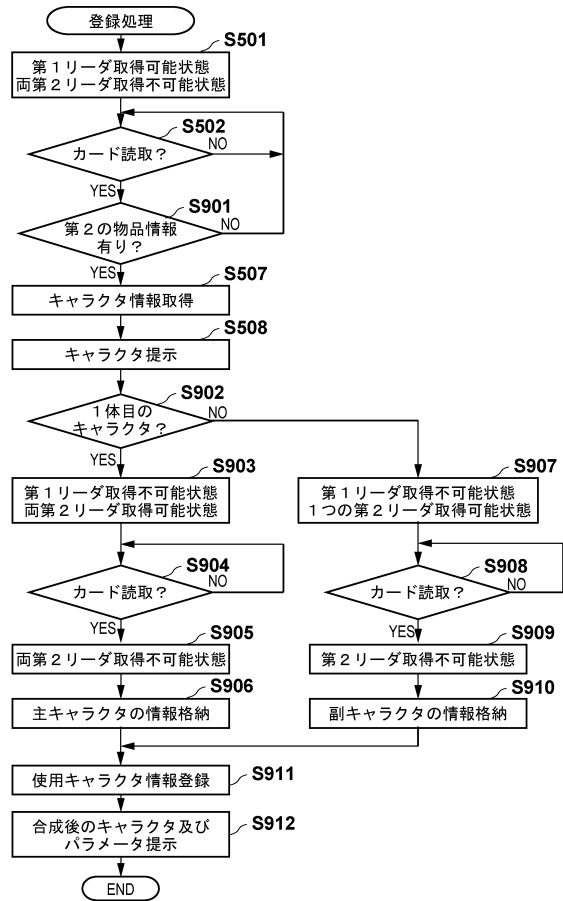 登録処理
S501
第１リーダ取得可能状態
両第２リーダ取得不可能状態
S502
カード読取？
NO
YES
S901
第２の物品情報
有り？
NO
YES
S507
キャラクタ情報取得
S508
キャラクタ提示
S902
１体目の
キャラクタ？
NO
YES
S903
第１リーダ取得不可能状態
両第２リーダ取得可能状態
S904
カード読取？
NO
YES
S905
両第２リーダ取得不可能状態
S906
主キャラクタの情報格納
S907
第１リーダ取得不可能状態
１つの第２リーダ取得可能状態
S908
カード読取？
NO
YES
S909
第２リーダ取得不可能状態
S910
副キャラクタの情報格納
S911
使用キャラクタ情報登録
S912
合成後のキャラクタ及び
パラメータ提示
END